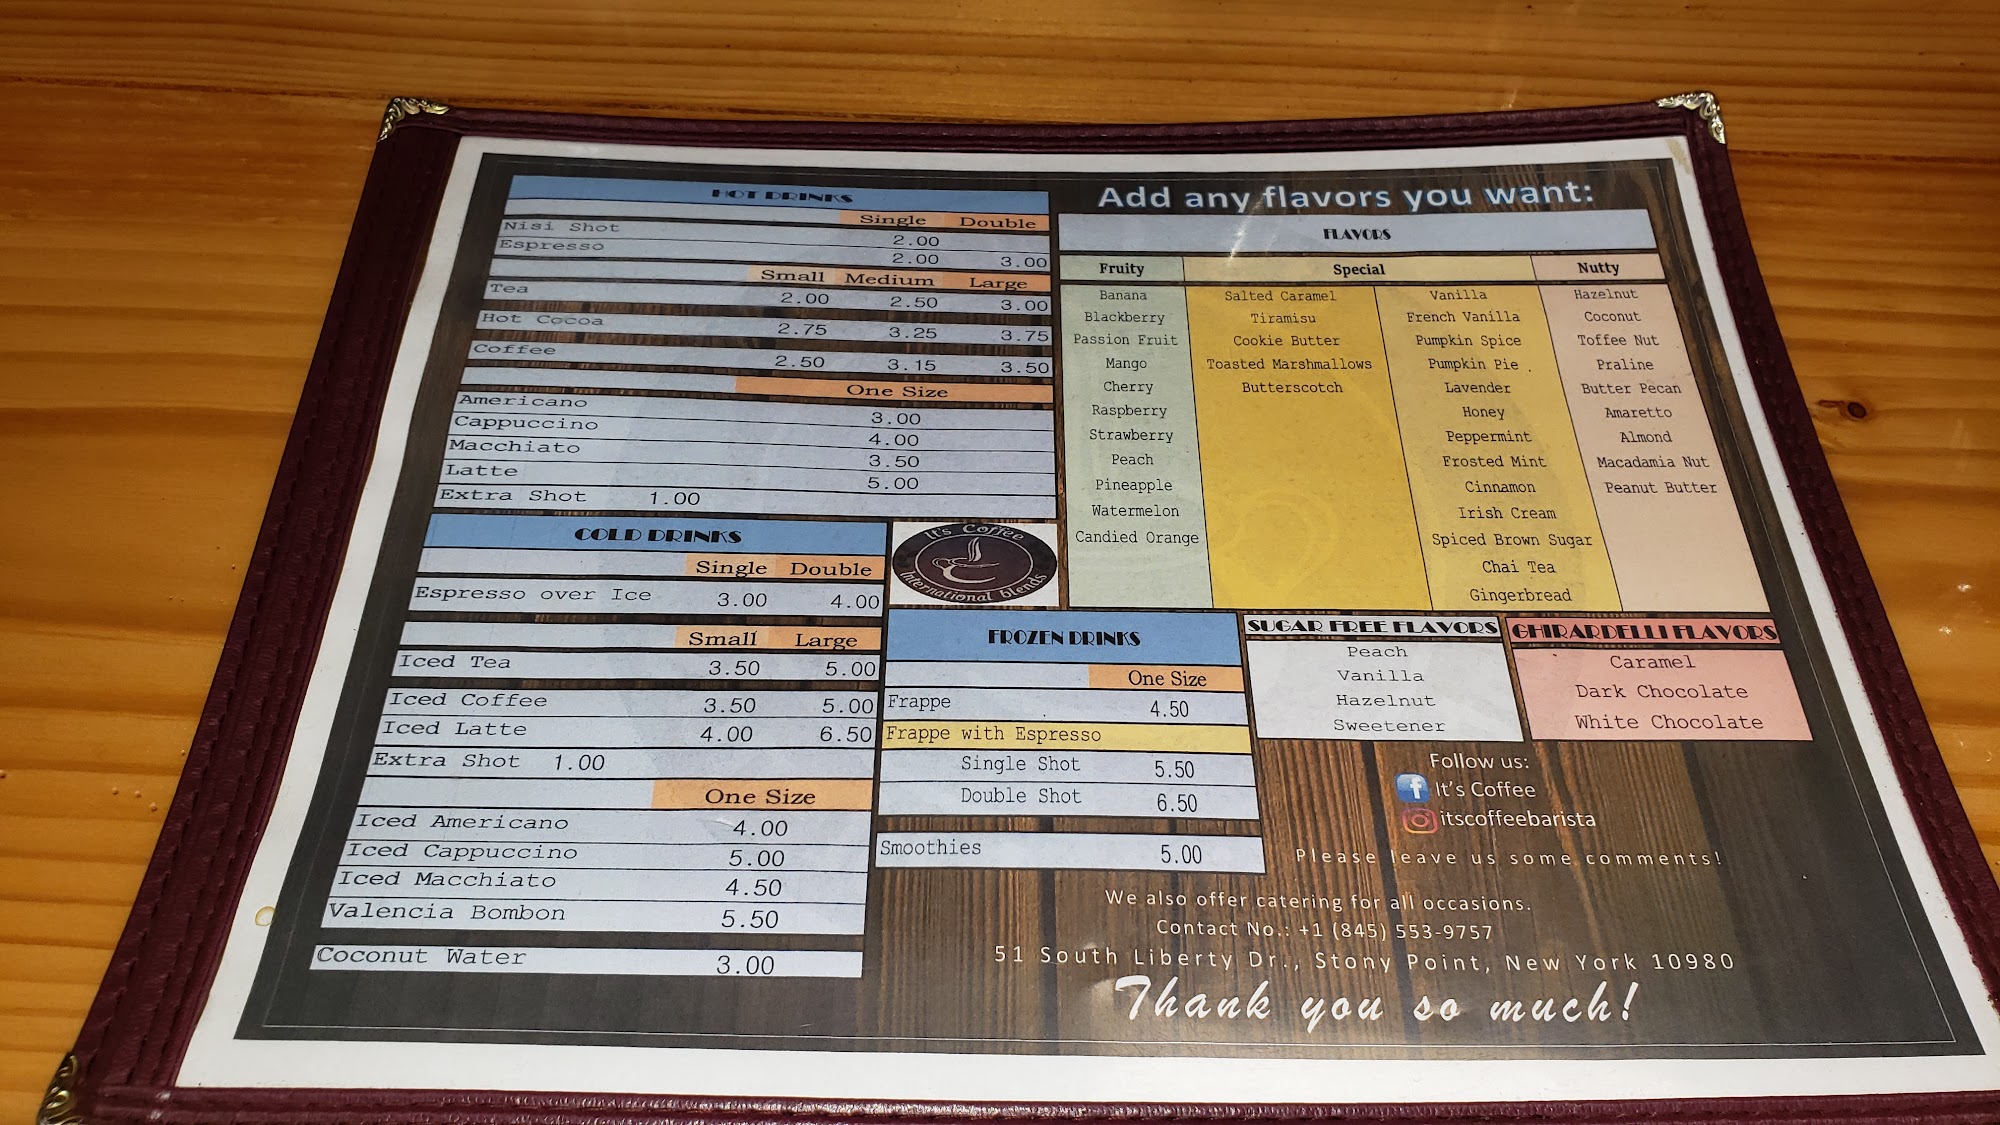 HOT DRINKS
Single Double
Nisi Shot 2.00
Espresso 2.00 3.00
Small Medium Large
Tea 2.00 2.50 3.00
Hot Cocoa 2.75 3.25 3.75
Coffee 2.50 3.15 3.50
One Size
Americano 3.00
Cappuccino 4.00
Macchiato 3.50
Latte 5.00
Extra Shot 1.00
COLD DRINKS
Single Double
Espresso over Ice 3.00 4.00
Small Large
Iced Tea 3.50 5.00
Iced Coffee 3.50 5.00
Iced Latte 4.00 6.50
Extra Shot 1.00
One Size
Iced Americano 4.00
Iced Cappuccino 5.00
Iced Macchiato 4.50
Valencia Bombon 5.50
Coconut Water 3.00
It's Coffee
International blends
FROZEN DRINKS
One Size
Frappe 4.50
Frappe with Espresso
Single Shot 5.50
Double Shot 6.50
Smoothies 5.00
Add any flavors you want:
FLAVORS
Fruity
Banana
Blackberry
Passion Fruit
Mango
Cherry
Raspberry
Strawberry
Peach
Pineapple
Watermelon
Candied Orange
Special
Salted Caramel
Tiramisu
Cookie Butter
Toasted Marshmallows
Butterscotch
Vanilla
French Vanilla
Pumpkin Spice
Pumpkin Pie
Lavender
Honey
Peppermint
Frosted Mint
Cinnamon
Irish Cream
Spiced Brown Sugar
Chai Tea
Gingerbread
Nutty
Hazelnut
Coconut
Toffee Nut
Praline
Butter Pecan
Amaretto
Almond
Macadamia Nut
Peanut Butter
SUGAR FREE FLAVORS
Peach
Vanilla
Hazelnut
Sweetener
GHIRARDELLI FLAVORS
Caramel
Dark Chocolate
White Chocolate
Follow us:
f It's Coffee
itscoffeebarista
Please leave us some comments!
We also offer catering for all occasions.
Contact No.: +1 (845) 553-9757
51 South Liberty Dr., Stony Point, New York 10980
Thank you so much!